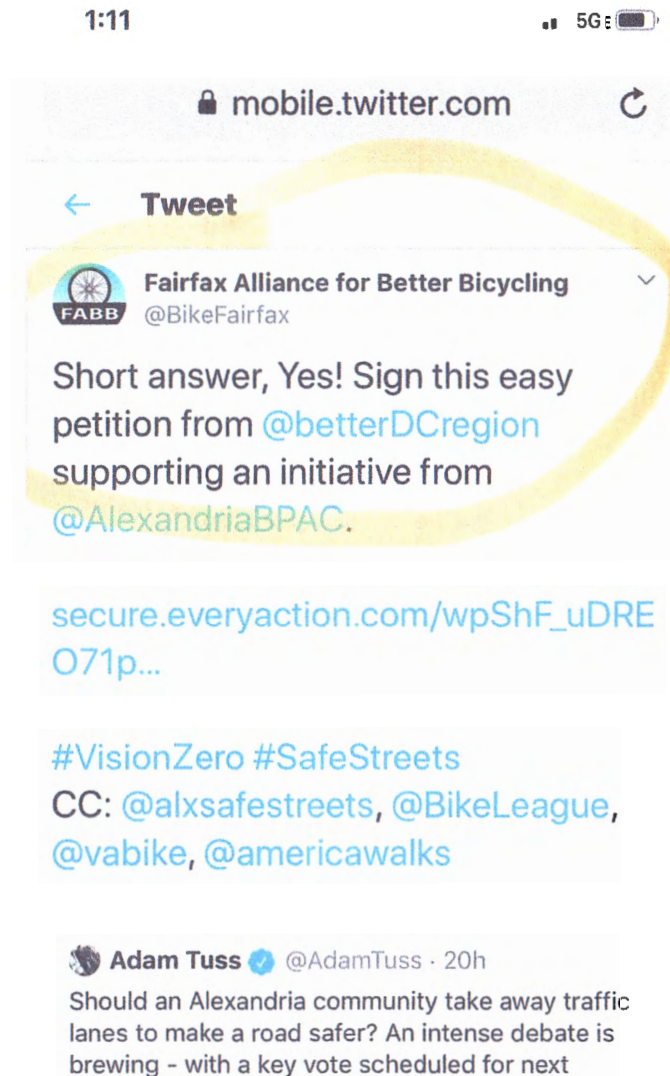 1:11 5GE
mobile.twitter.com
Tweet
FABB
Fairfax Alliance for Better Bicycling
@BikeFairfax
Short answer, Yes! Sign this easy
petition from @betterDCregion
supporting an initiative from
@AlexandriaBPAC.
secure.everyaction.com/wpShF_uDRE
O71p...
#VisionZero #SafeStreets
CC: @alxsafestreets, @BikeLeague,
@vabike, @americawalks
Adam Tuss @AdamTuss · 20h
Should an Alexandria community take away traffic
lanes to make a road safer? An intense debate is
brewing - with a key vote scheduled for next